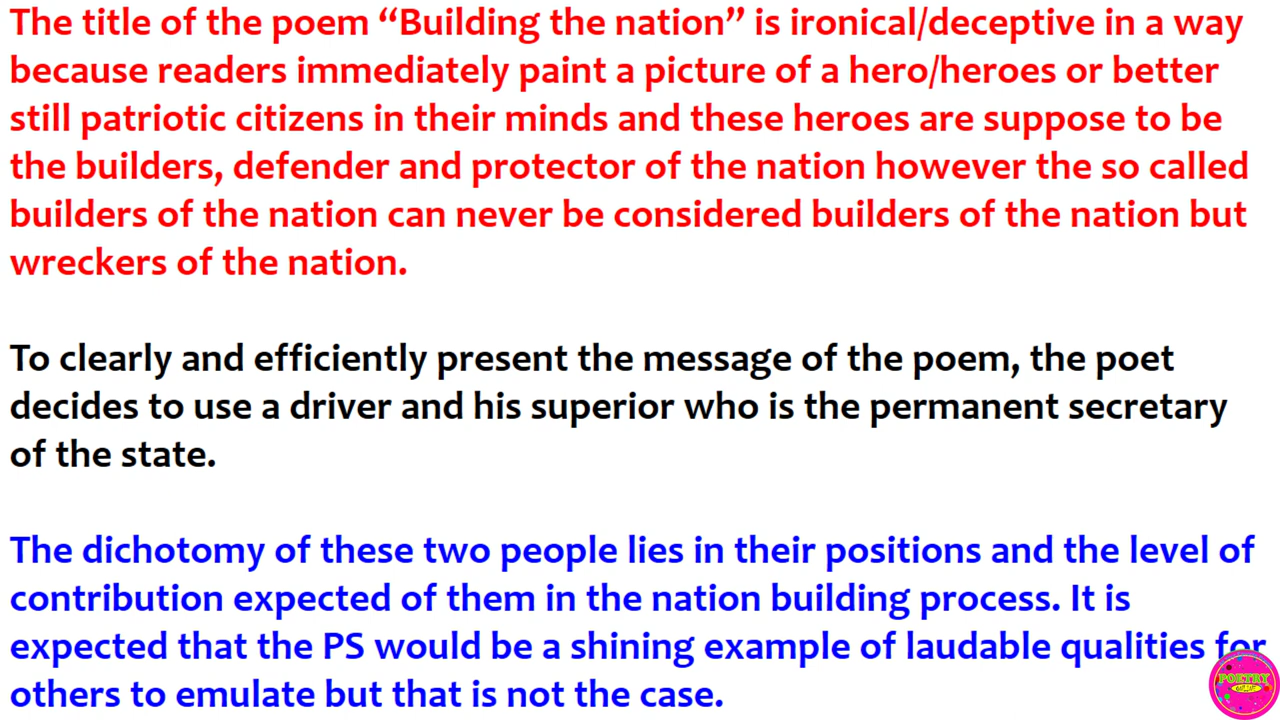 The title of the poem “Building the nation” is ironical/deceptive in a way
because readers immediately paint a picture of a hero/heroes or better
still patriotic citizens in their minds and these heroes are suppose to be
the builders, defender and protector of the nation however the so called
builders of the nation can never be considered builders of the nation but
wreckers of the nation.
To clearly and efficiently present the message of the poem, the poet
decides to use a driver and his superior who is the permanent secretary
of the state.
The dichotomy of these two people lies in their positions and the level of
contribution expected of them in the nation building process. It is
expected that the PS would be a shining example of laudable qualities for
others to emulate but that is not the case.
POETRY